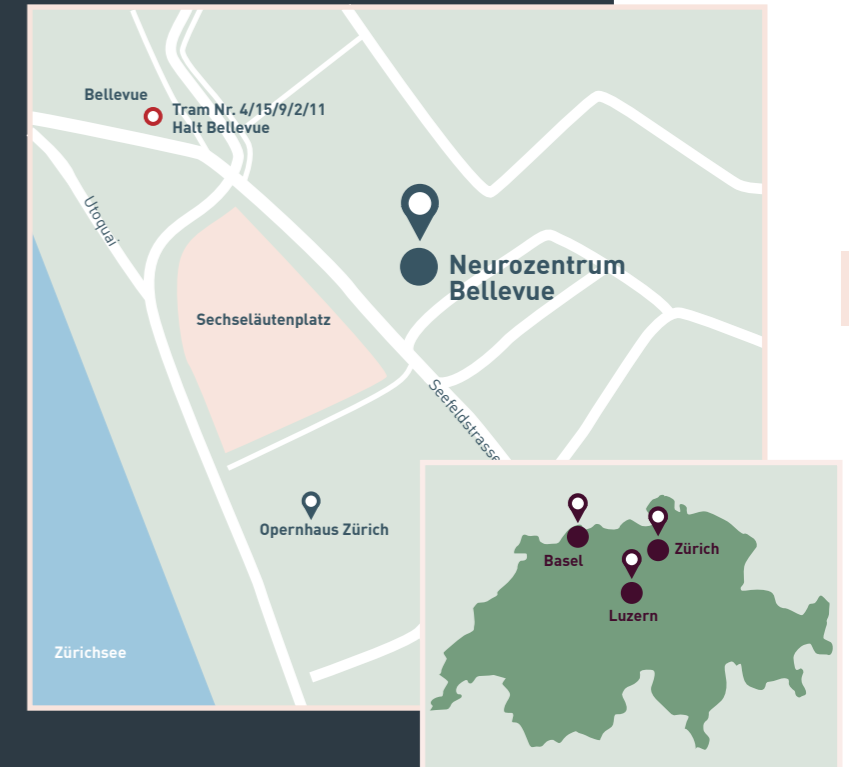 Bellevue
Tram Nr. 4/15/9/2/11
Halt Bellevue
Utoquai
Neurozentrum
Bellevue
Sechseläutenplatz
Seefeldstrasse
Opernhaus Zürich
Zürichsee
Basel
Zürich
Luzern